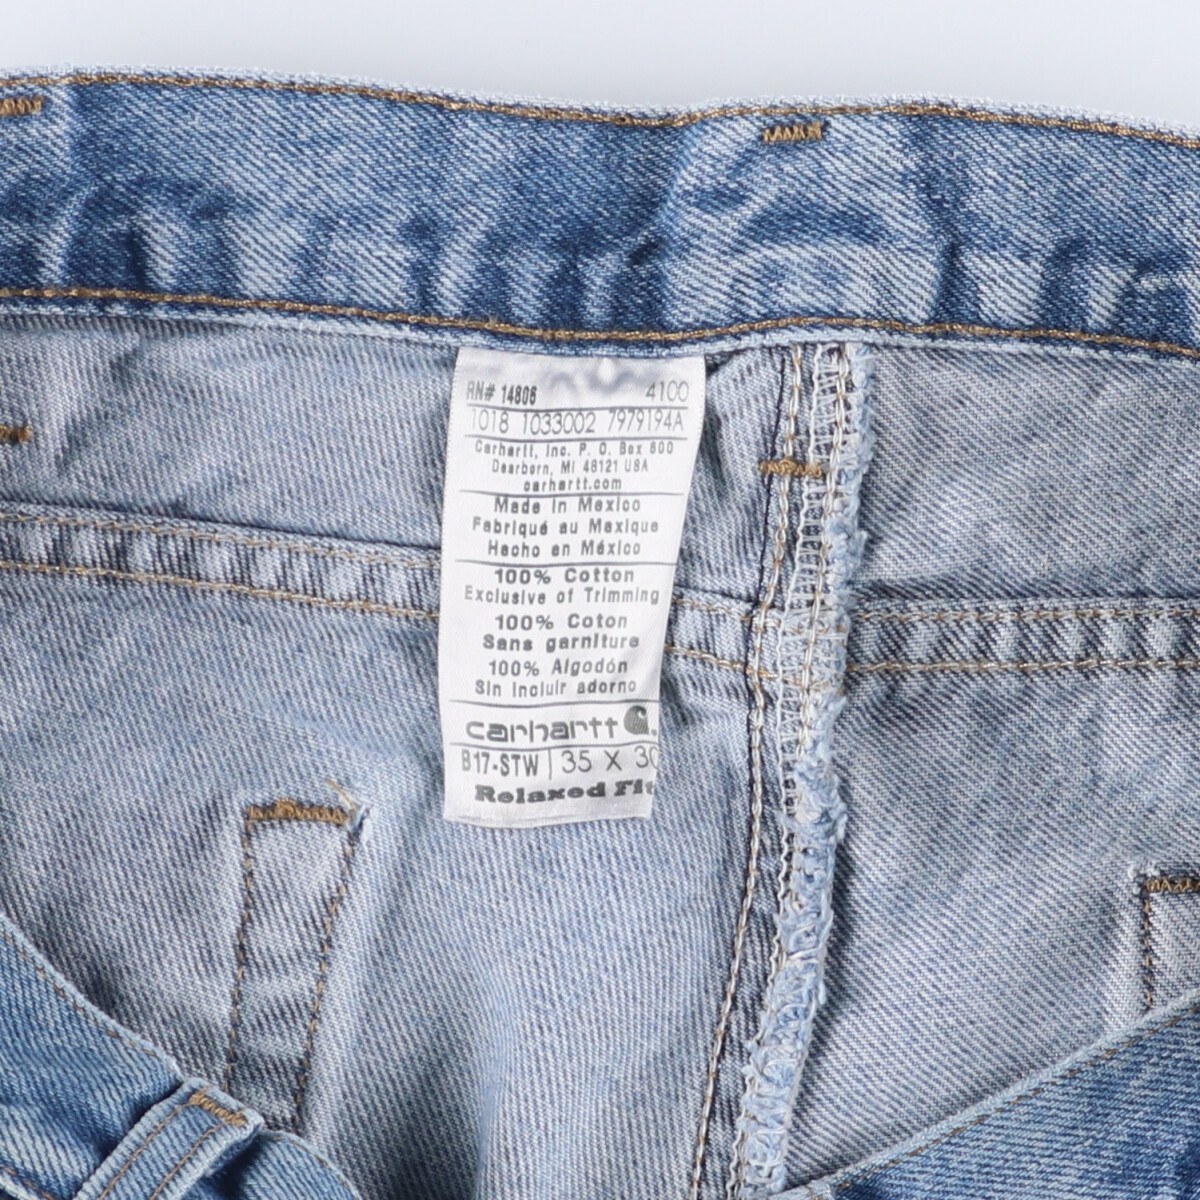 RN# 14806 4100
1018 1033002 7979194A
Carhartt, Inc. P. O. Box 600
Dearborn, MI 48121 USA
carhartt.com
Made in Mexico
Fabriqué au Mexique
Hecho en México
100% Cotton
Exclusive of Trimming
100% Coton
Sans garniture
100% Algodón
Sin incluir adorno
carhartt
B17-STW | 35 X 30
Relaxed Fit